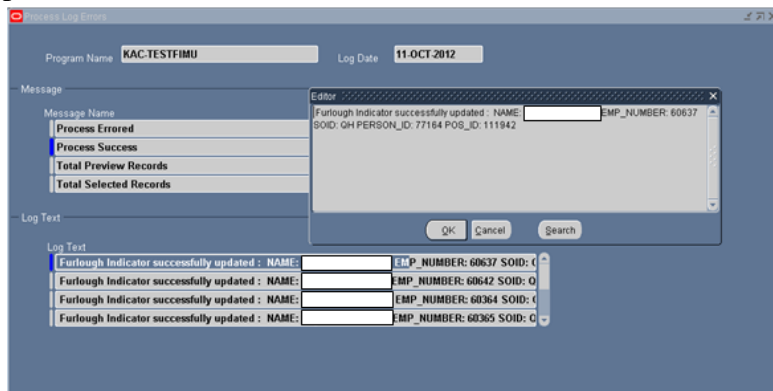 Process Log Errors
Program Name KAC-TESTFIMU Log Date 11-OCT-2012
Message
Message Name
Process Errored
Process Success
Total Preview Records
Total Selected Records
Editor
Furlough Indicator successfully updated : NAME: EMP_NUMBER: 60637
SOID: QH PERSON_ID: 77164 POS_ID: 111942
OK Cancel Search
Log Text
Log Text
Furlough Indicator successfully updated : NAME: EMP_NUMBER: 60637 SOID: (
Furlough Indicator successfully updated : NAME: EMP_NUMBER: 60642 SOID: Q
Furlough Indicator successfully updated : NAME: EMP_NUMBER: 60364 SOID: (
Furlough Indicator successfully updated : NAME: EMP_NUMBER: 60365 SOID: Q